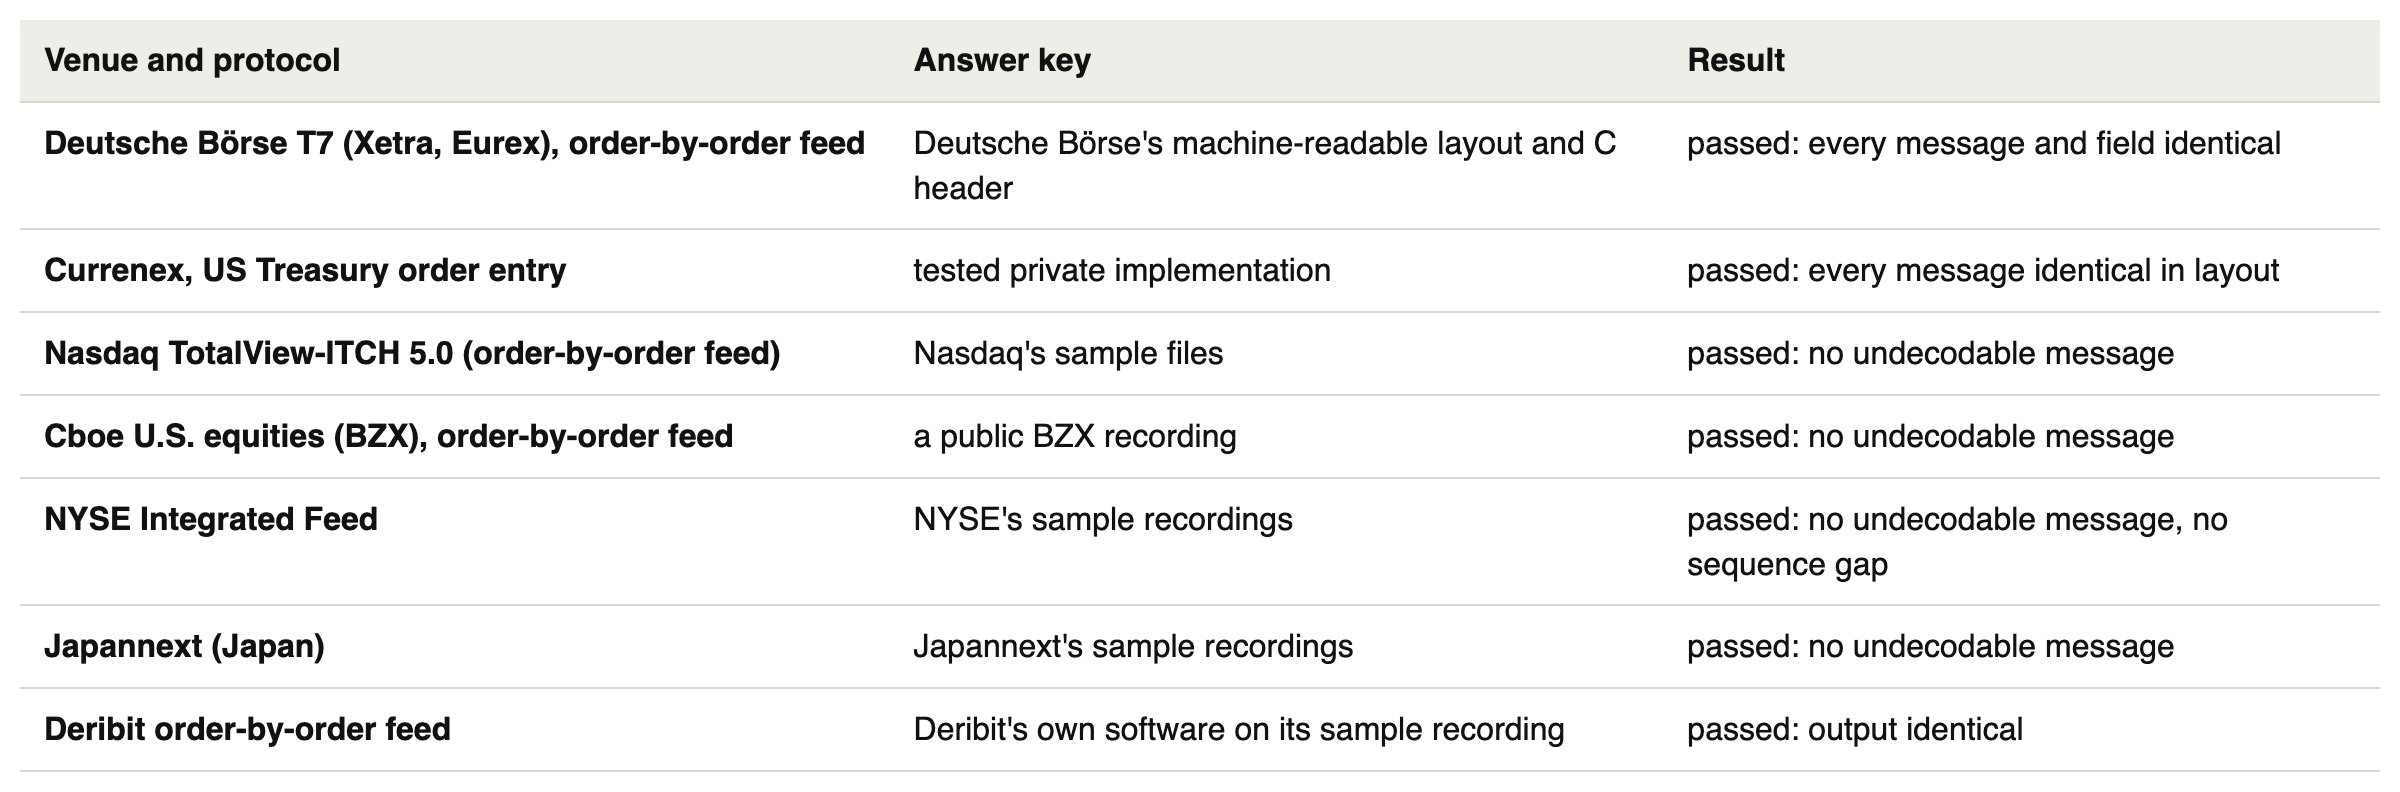 Venue and protocol Answer key Result
Deutsche Börse T7 (Xetra, Eurex), order-by-order feed Deutsche Börse's machine-readable layout and C passed: every message and field identical
header
Currenex, US Treasury order entry tested private implementation passed: every message identical in layout
Nasdaq TotalView-ITCH 5.0 (order-by-order feed) Nasdaq's sample files passed: no undecodable message
Cboe U.S. equities (BZX), order-by-order feed a public BZX recording passed: no undecodable message
NYSE Integrated Feed NYSE's sample recordings passed: no undecodable message, no
sequence gap
Japannext (Japan) Japannext's sample recordings passed: no undecodable message
Deribit order-by-order feed Deribit's own software on its sample recording passed: output identical